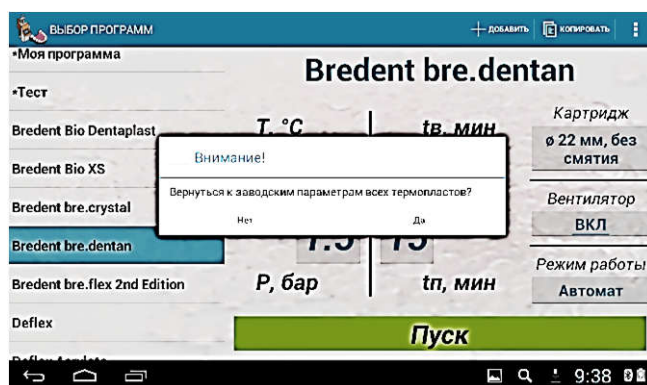 ВЫБОР ПРОГРАММ
ДОБАВИТЬ
КОПИРОВАТЬ
*Моя программа
*Тест
Bredent Bio Dentaplast
Bredent Bio XS
Bredent bre.crystal
Bredent bre.dentan
Bredent bre.flex 2nd Edition
Deflex
Bredent bre.dentan
T, °C
tв, мин
Внимание!
Вернуться к заводским параметрам всех термопластов?
Нет
Да
7.5
15
P, бар
tп, мин
Картридж
ø 22 мм, без
смятия
Вентилятор
ВКЛ
Режим работы
Автомат
Пуск
9:38